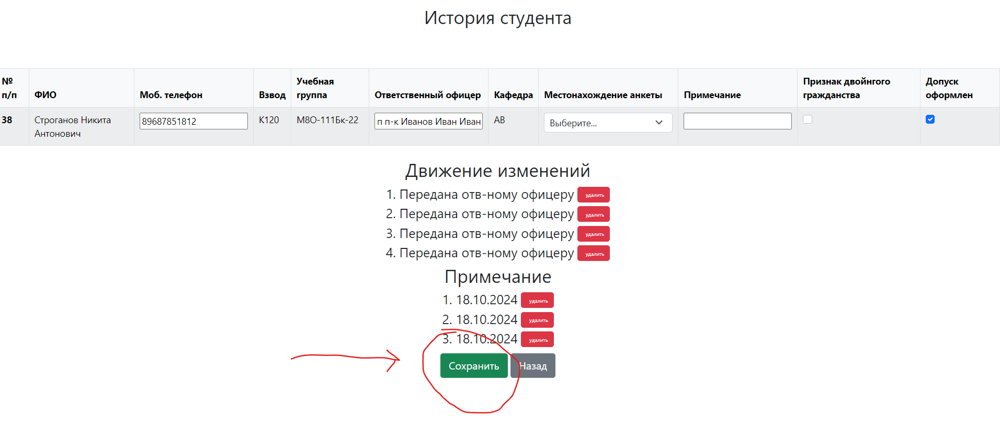 История студента
№ п/п ФИО Моб. телефон Взвод Учебная группа Ответственный офицер Кафедра Местонахождение анкеты Примечание Признак двойнгого гражданства Допуск оформлен
38 Строганов Никита Антонович 89687851812 К120 М8О-111Бк-22 п п-к Иванов Иван Иван АВ Выберите...
Движение изменений
1. Передана отв-ному офицеру удалить
2. Передана отв-ному офицеру удалить
3. Передана отв-ному офицеру удалить
4. Передана отв-ному офицеру удалить
Примечание
1. 18.10.2024 удалить
2. 18.10.2024 удалить
3. 18.10.2024 удалить
Сохранить Назад